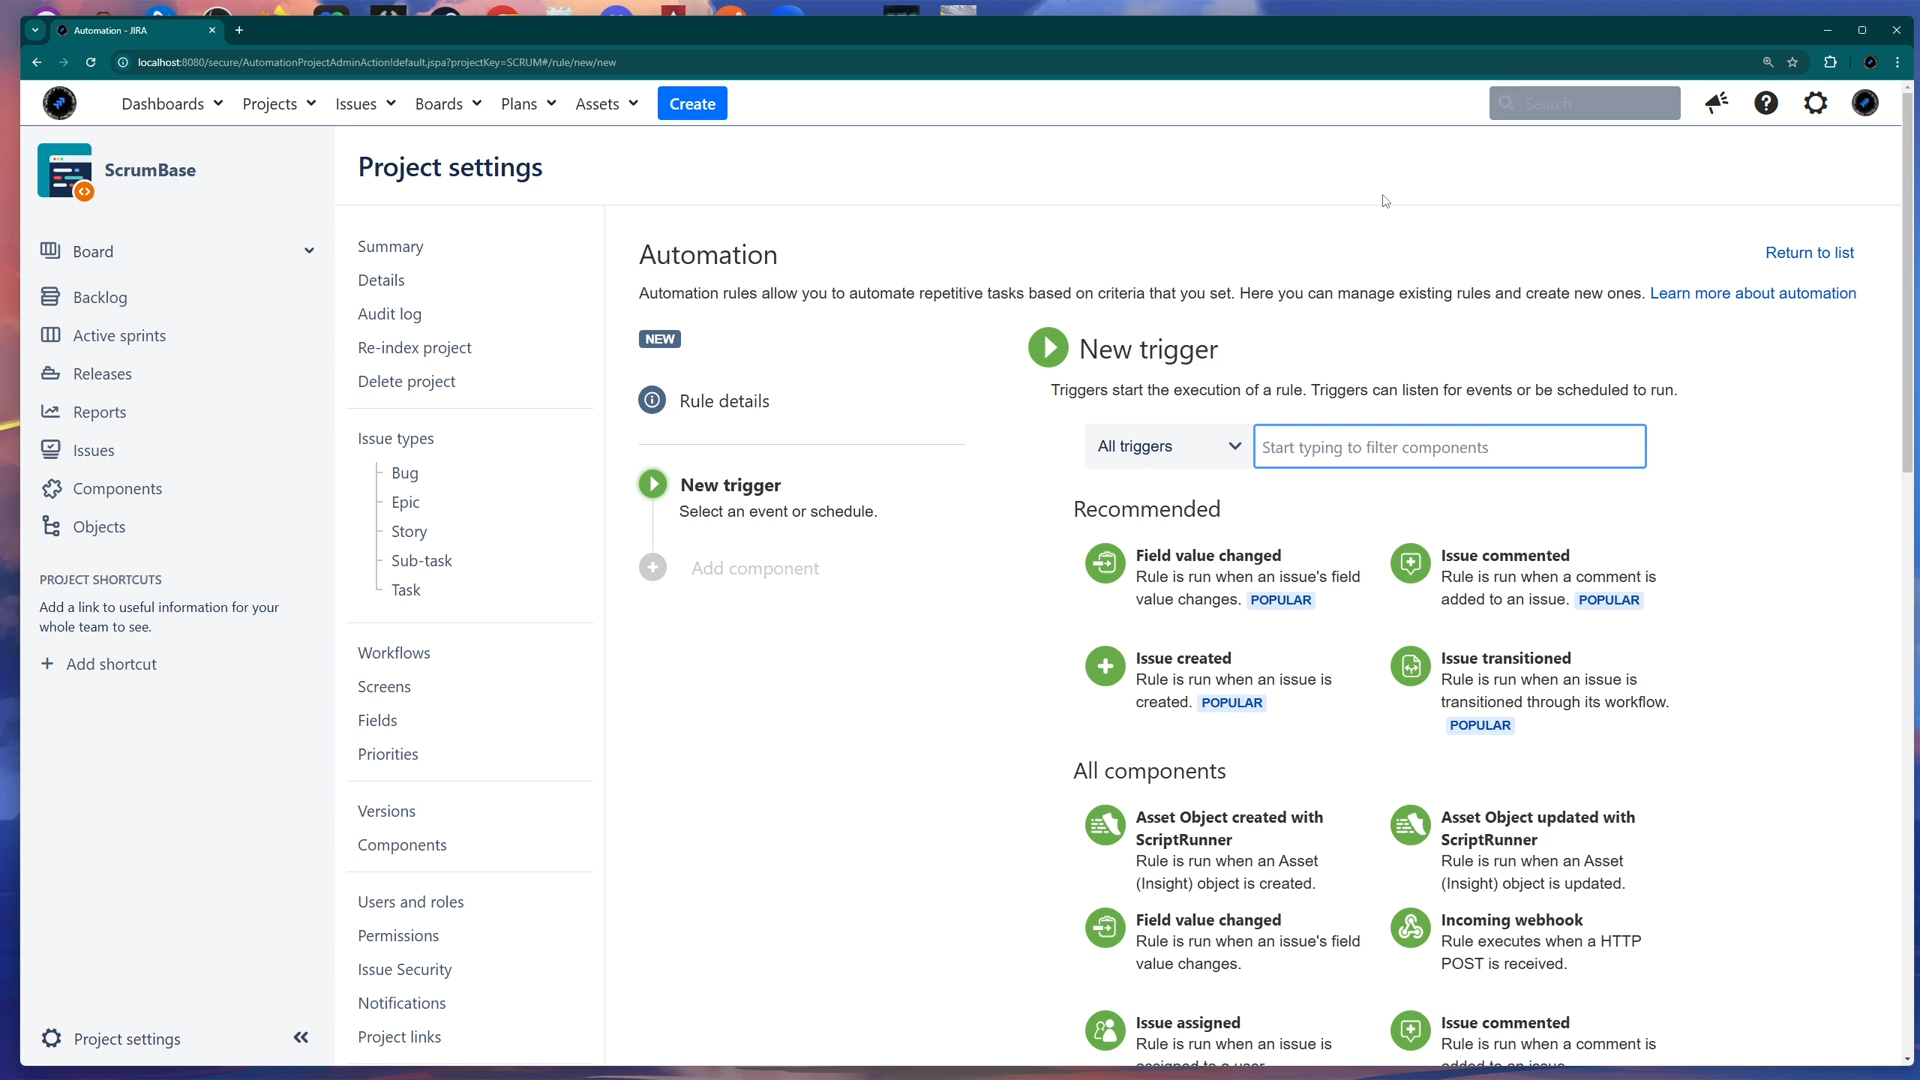 Automation - JIRA
localhost:8080/secure/AutomationProjectAdminAction!default.jspa?projectKey=SCRUM#/rule/new/new
Dashboards
Projects
Issues
Boards
Plans
Assets
Create
Search
ScrumBase
Board
Backlog
Active sprints
Releases
Reports
Issues
Components
Objects
PROJECT SHORTCUTS
Add a link to useful information for your
whole team to see.
Add shortcut
Project settings
Project settings
Summary
Details
Audit log
Re-index project
Delete project
Issue types
Bug
Epic
Story
Sub-task
Task
Workflows
Screens
Fields
Priorities
Versions
Components
Users and roles
Permissions
Issue Security
Notifications
Project links
Automation
Return to list
Automation rules allow you to automate repetitive tasks based on criteria that you set. Here you can manage existing rules and create new ones. Learn more about automation
NEW
Rule details
New trigger
Select an event or schedule.
Add component
New trigger
Triggers start the execution of a rule. Triggers can listen for events or be scheduled to run.
All triggers
Start typing to filter components
Recommended
Field value changed
Rule is run when an issue's field
value changes. POPULAR
Issue commented
Rule is run when a comment is
added to an issue. POPULAR
Issue created
Rule is run when an issue is
created. POPULAR
Issue transitioned
Rule is run when an issue is
transitioned through its workflow.
POPULAR
All components
Asset Object created with
ScriptRunner
Rule is run when an Asset
(Insight) object is created.
Asset Object updated with
ScriptRunner
Rule is run when an Asset
(Insight) object is updated.
Field value changed
Rule is run when an issue's field
value changes.
Incoming webhook
Rule executes when a HTTP
POST is received.
Issue assigned
Rule is run when an issue is
assigned to a user.
Issue commented
Rule is run when a comment is
added to an issue.